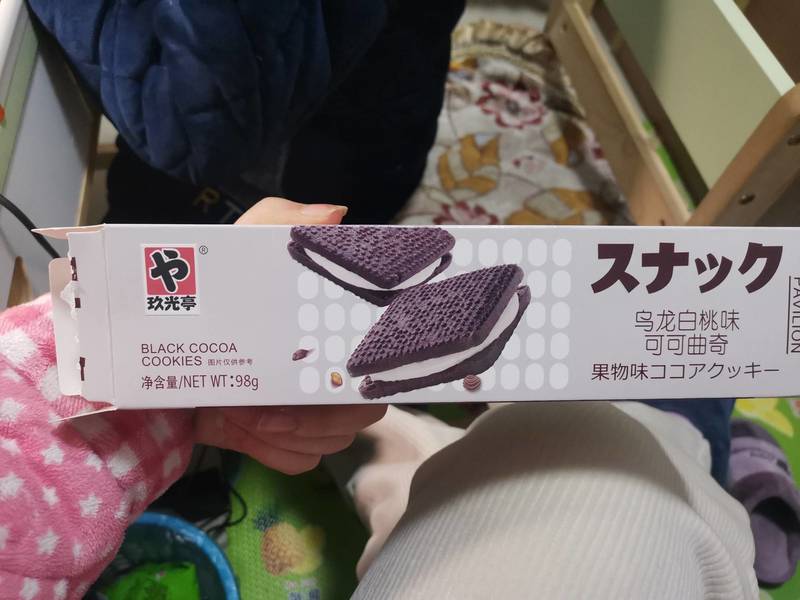 や
®
玖光亭
BLACK COCOA
COOKIES 图片仅供参考
净含量/NET WT:98g
スナック
乌龙白桃味
可可曲奇
果物味ココアクッキー
PAVILION
RT